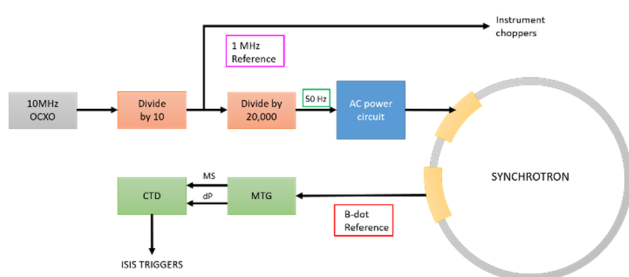 Instrument
choppers
1 MHz
Reference
10MHz
OCXO
Divide
by 10
Divide by
20,000
50 Hz
AC power
circuit
SYNCHROTRON
CTD
MS
dP
MTG
B-dot
Reference
ISIS TRIGGERS